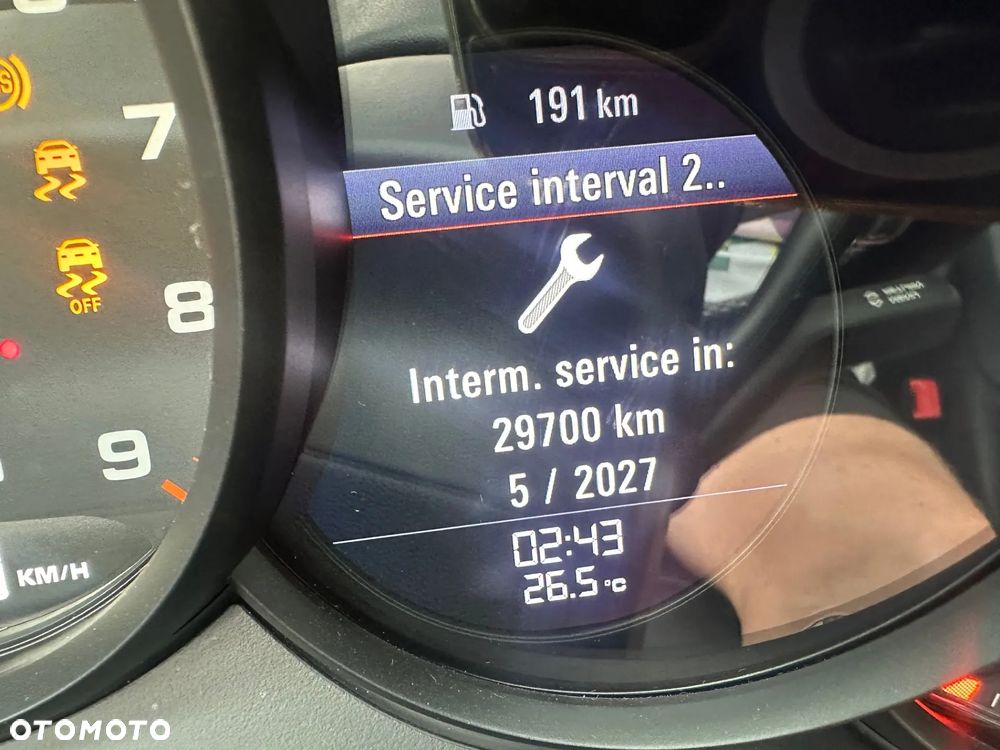 191 km
Service interval 2..
Interm. service in:
29700 km
5 / 2027
02:43
26.5 °C
7
OFF
8
9
KM/H
OTOMOTO